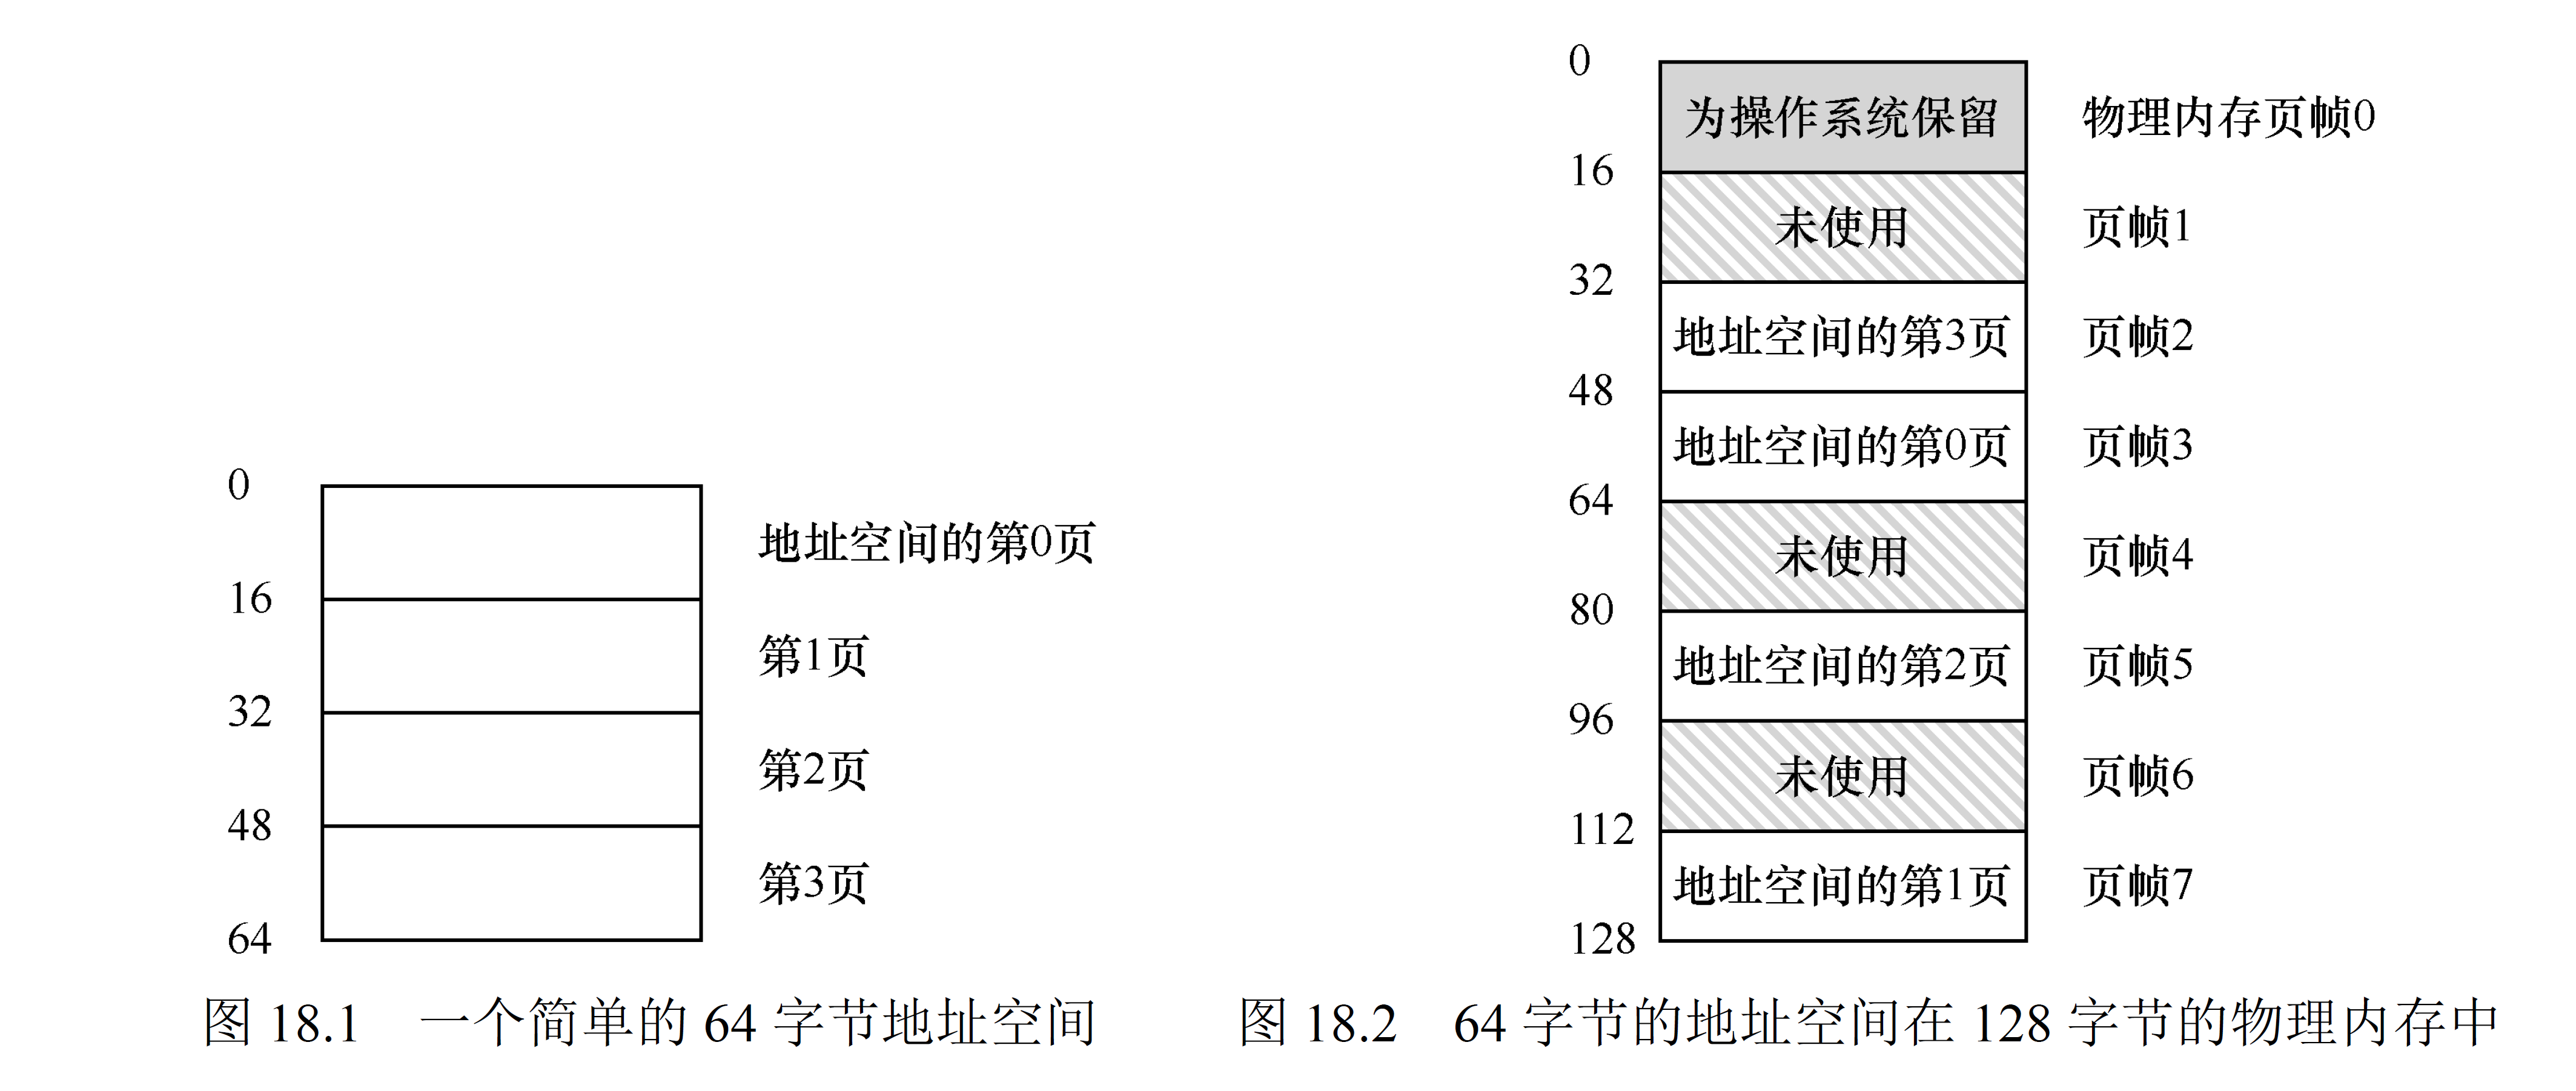 0
地址空间的第0页
16
第1页
32
第2页
48
第3页
64
图 18.1 一个简单的 64 字节地址空间
0
为操作系统保留 物理内存页帧0
16
未使用 页帧1
32
地址空间的第3页 页帧2
48
地址空间的第0页 页帧3
64
未使用 页帧4
80
地址空间的第2页 页帧5
96
未使用 页帧6
112
地址空间的第1页 页帧7
128
图 18.2 64 字节的地址空间在 128 字节的物理内存中